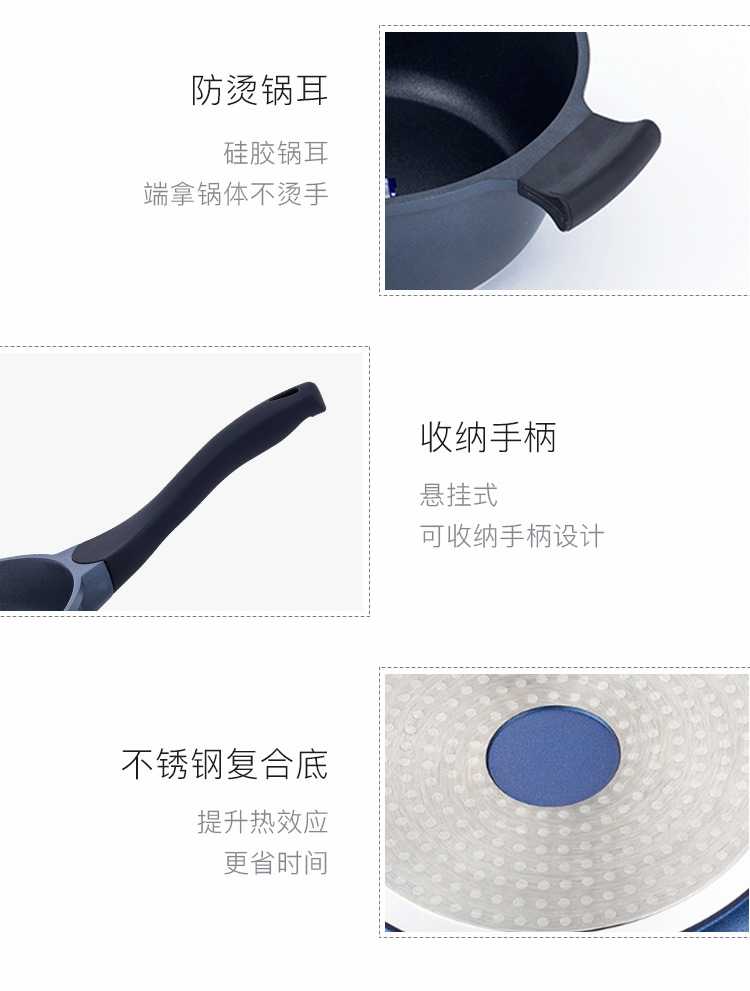 防烫锅耳
硅胶锅耳
端拿锅体不烫手
收纳手柄
悬挂式
可收纳手柄设计
不锈钢复合底
提升热效应
更省时间